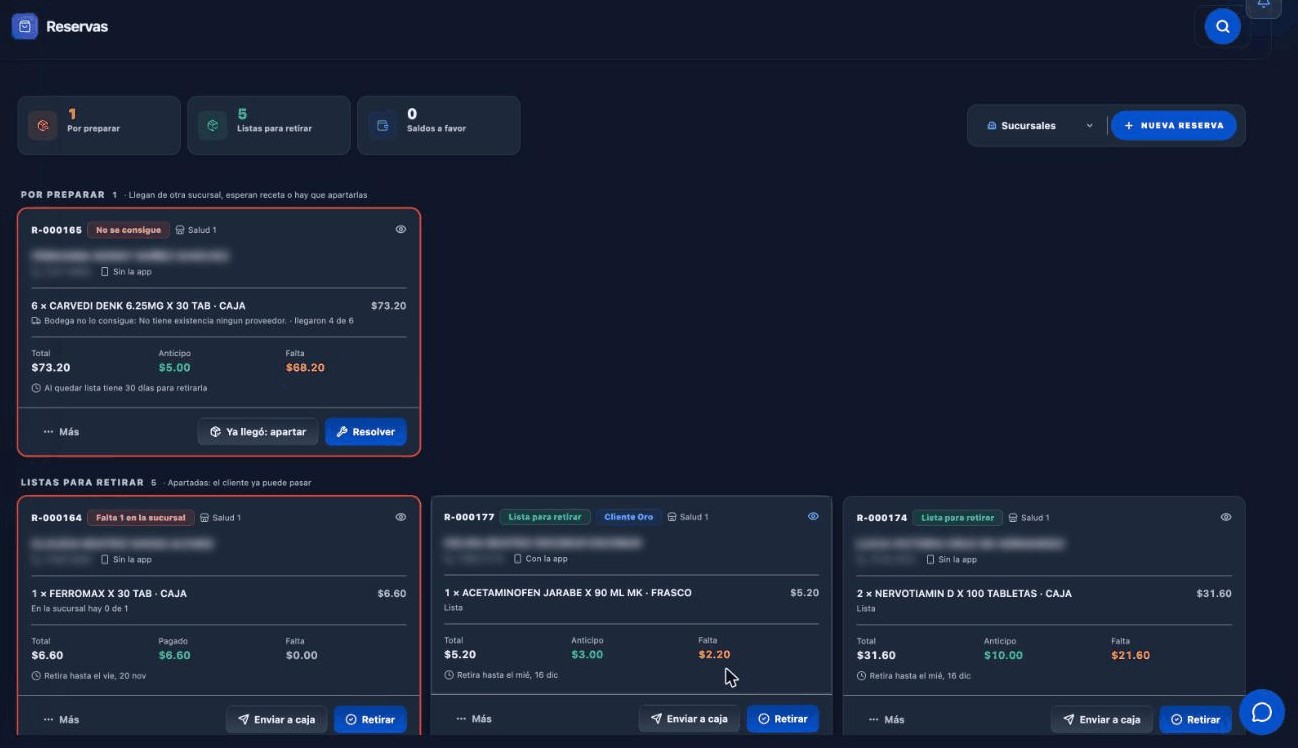 Reservas
1
Por preparar
5
Listas para retirar
0
Saldos a favor
Sucursales
+ NUEVA RESERVA
POR PREPARAR 1 · Llegan de otra sucursal, esperan receta o hay que apartarlas
R-000165 No se consigue Salud 1
Sin la app
6 × CARVEDI DENK 6.25MG X 30 TAB · CAJA $73.20
Bodega no lo consigue: No tiene existencia ningun proveedor. · llegaron 4 de 6
Total Anticipo Falta
$73.20 $5.00 $68.20
Al quedar lista tiene 30 días para retirarla
··· Más Ya llegó: apartar Resolver
LISTAS PARA RETIRAR 5 · Apartadas: el cliente ya puede pasar
R-000164 Falta 1 en la sucursal Salud 1
Sin la app
1 × FERROMAX X 30 TAB · CAJA $6.60
En la sucursal hay 0 de 1
Total Pagado Falta
$6.60 $6.60 $0.00
Retira hasta el vie, 20 nov
··· Más Enviar a caja Retirar
R-000177 Lista para retirar Cliente Oro Salud 1
Con la app
1 × ACETAMINOFEN JARABE X 90 ML MK · FRASCO $5.20
Lista
Total Anticipo Falta
$5.20 $3.00 $2.20
Retira hasta el mié, 16 dic
··· Más Enviar a caja Retirar
R-000174 Lista para retirar Salud 1
Sin la app
2 × NERVOTIAMIN D X 100 TABLETAS · CAJA $31.60
Lista
Total Anticipo Falta
$31.60 $10.00 $21.60
Retira hasta el mié, 16 dic
··· Más Enviar a caja Retirar